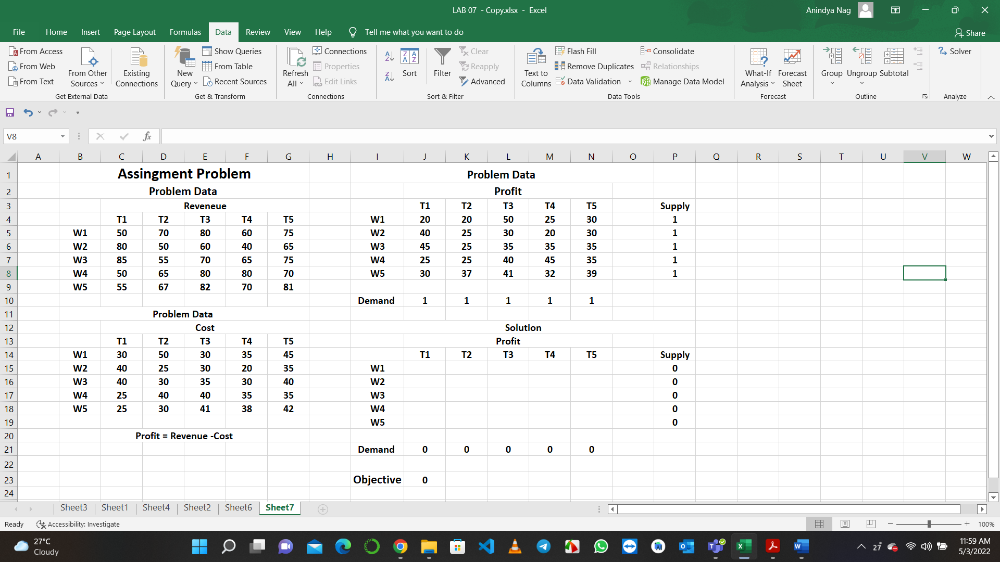 LAB 07 - Copy.xlsx - Excel
Anindya Nag
File Home Insert Page Layout Formulas Data Review View Help Tell me what you want to do
Share
From Access
From Web
From Text
From Other Sources
Existing Connections
Get External Data
New Query
Show Queries
From Table
Recent Sources
Get & Transform
Refresh All
Connections
Properties
Edit Links
Connections
Sort
Filter
Clear
Reapply
Advanced
Sort & Filter
Text to Columns
Flash Fill
Remove Duplicates
Data Validation
Consolidate
Relationships
Manage Data Model
Data Tools
What-If Analysis
Forecast Sheet
Forecast
Group
Ungroup
Subtotal
Outline
Solver
Analyze
V8
fx
A B C D E F G H I J K L M N O P Q R S T U V W
1 Assingment Problem Problem Data
2 Problem Data Profit
3 Reveneue T1 T2 T3 T4 T5 Supply
4 T1 T2 T3 T4 T5 W1 20 20 50 25 30 1
5 W1 50 70 80 60 75 W2 40 25 30 20 30 1
6 W2 80 50 60 40 65 W3 45 25 35 35 35 1
7 W3 85 55 70 65 75 W4 25 25 40 45 35 1
8 W4 50 65 80 80 70 W5 30 37 41 32 39 1
9 W5 55 67 82 70 81
10 Demand 1 1 1 1 1
11 Problem Data
12 Cost Solution
13 T1 T2 T3 T4 T5 Profit
14 W1 30 50 30 35 45 T1 T2 T3 T4 T5 Supply
15 W2 40 25 30 20 35 W1 0
16 W3 40 30 35 30 40 W2 0
17 W4 25 40 40 35 35 W3 0
18 W5 25 30 41 38 42 W4 0
19 W5 0
20 Profit = Revenue -Cost
21 Demand 0 0 0 0 0
22
23 Objective 0
24
Sheet3 Sheet1 Sheet4 Sheet2 Sheet6 Sheet7
Ready Accessibility: Investigate
100%
27°C
Cloudy
27
11:59 AM
5/3/2022